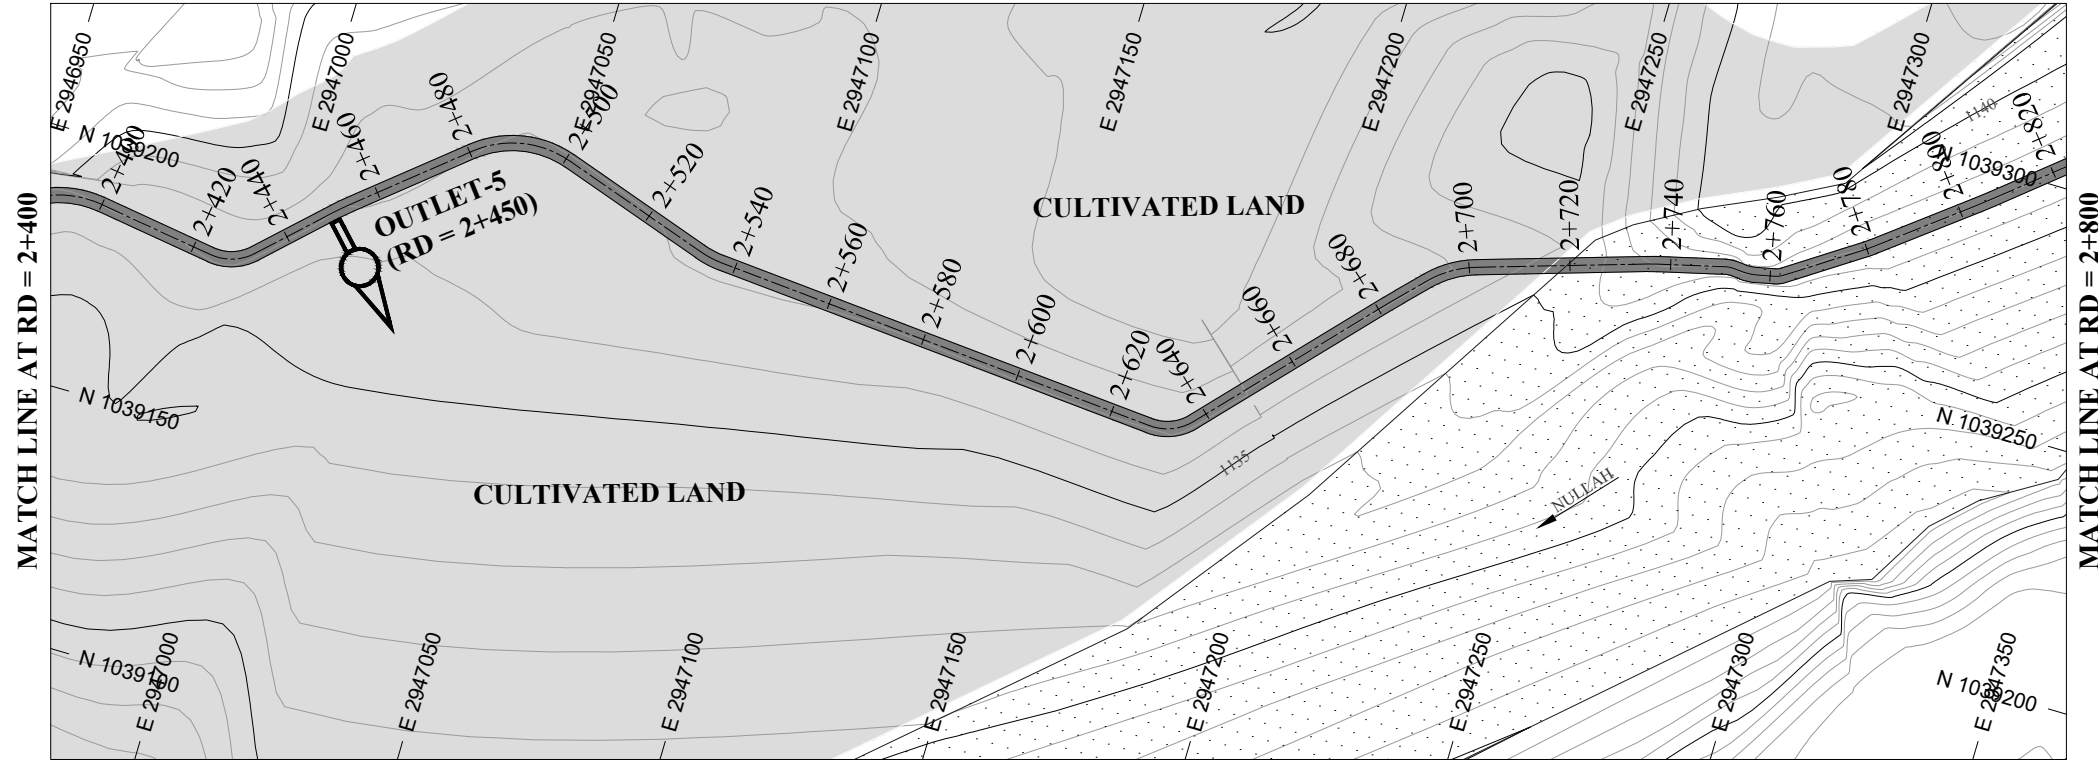 MATCH LINE AT RD = 2+400
E 2946950
E 2947000
E 2947050
E 2947100
E 2947150
E 2947200
E 2947250
E 2947300
N 1039200
2+400
2+420
2+440
2+460
2+480
2+500
2+520
2+540
2+560
2+580
2+600
2+620
2+640
2+660
2+680
2+700
2+720
2+740
2+760
2+780
2+800
2+820
1140
N 1039300
OUTLET-5
(RD = 2+450)
CULTIVATED LAND
N 1039150
CULTIVATED LAND
1135
NULLAH
N 1039250
N 1039100
E 2947000
E 2947050
E 2947100
E 2947150
E 2947200
E 2947250
E 2947300
E 2947350
N 1039200
MATCH LINE AT RD = 2+800